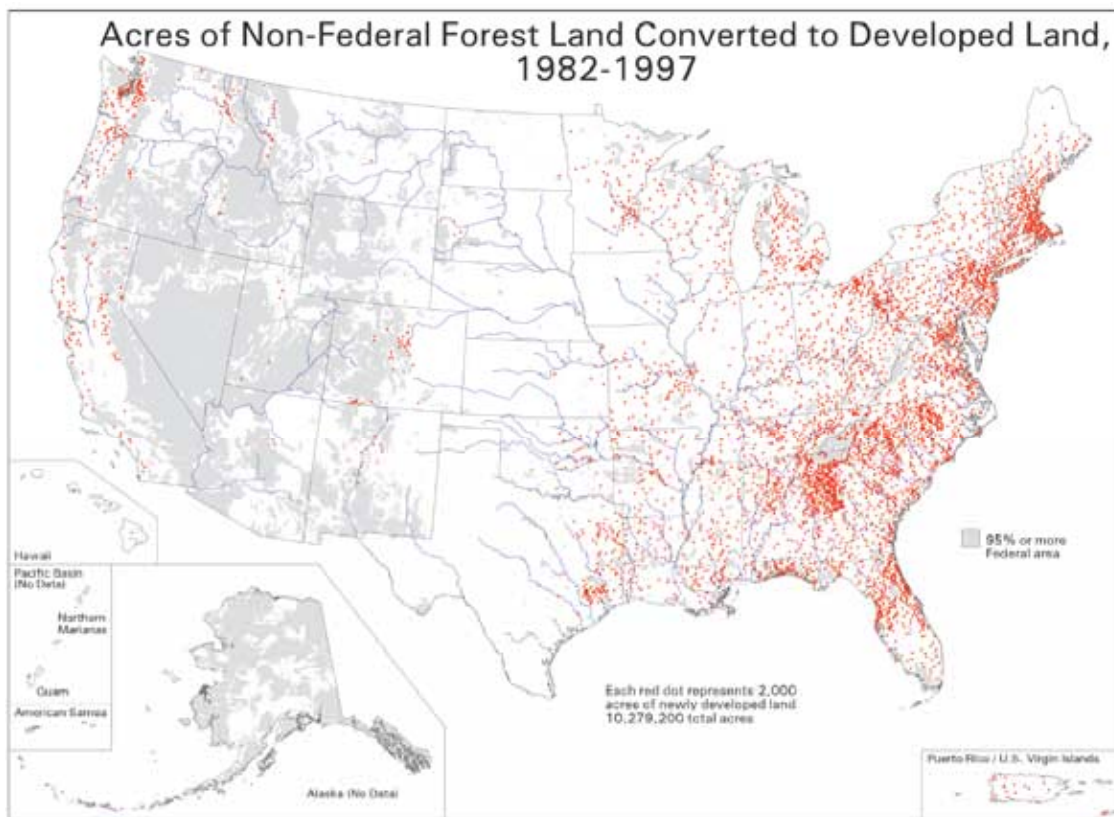 Acres of Non-Federal Forest Land Converted to Developed Land,
1982-1997
95% or more
Federal area
Hawaii
Pacific Basin
(No Data)
Northern
Marianas
Guam
American Samoa
Each red dot represents 2,000
acres of newly developed land
10,279,200 total acres
Alaska (No Data)
Puerto Rico / U.S. Virgin Islands